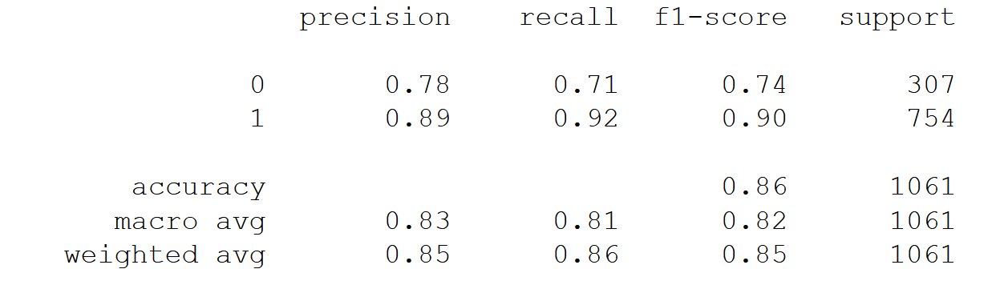 precision recall f1-score support
0 0.78 0.71 0.74 307
1 0.89 0.92 0.90 754
accuracy 0.86 1061
macro avg 0.83 0.81 0.82 1061
weighted avg 0.85 0.86 0.85 1061